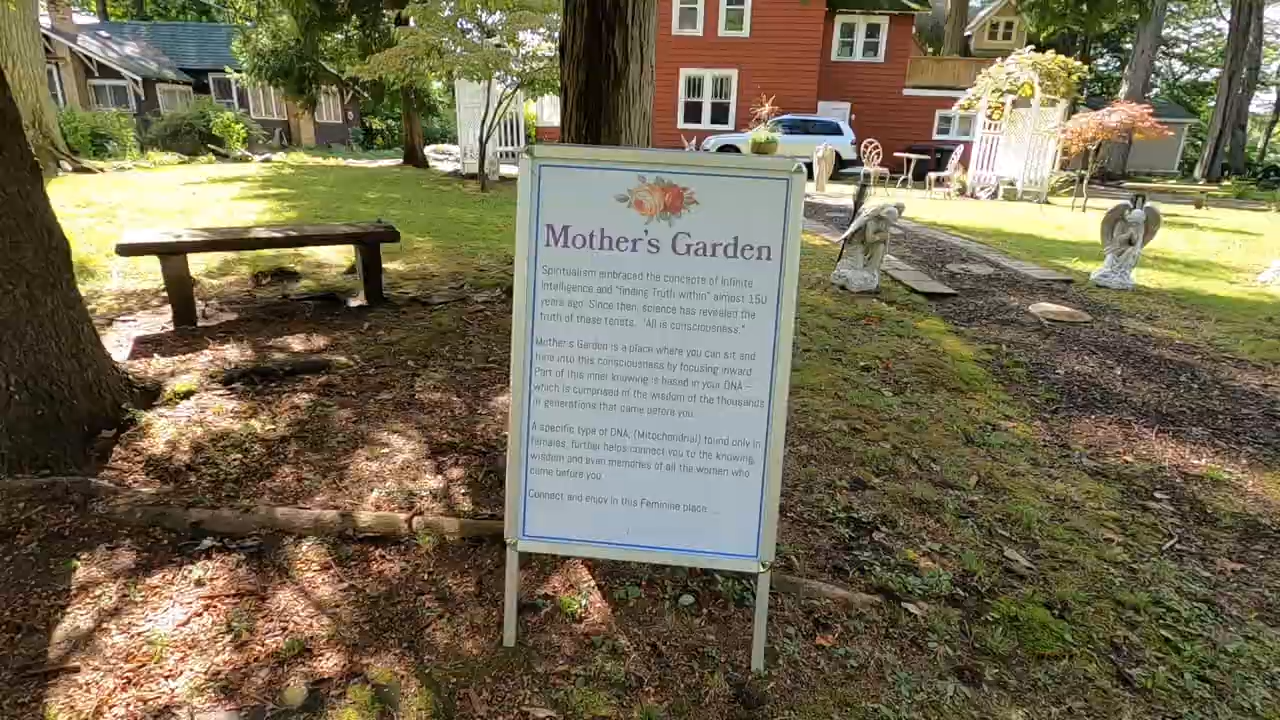 Mother's Garden
Spiritualism embraced the concepts of Infinite
Intelligence and "finding Truth within" almost 150
years ago. Since then, science has revealed the
truth of these tenets. "All is consciousness."
Mother's Garden is a place where you can sit and
tune into this consciousness by focusing inward
Part of this inner knowing is based in your DNA –
which is comprised of the wisdom of the thousands
of generations that came before you.
A specific type of DNA, (Mitochondrial) found only in
females, further helps connect you to the knowing,
wisdom and even memories of all the women who
came before you.
Connect and enjoy in this Feminine place ...